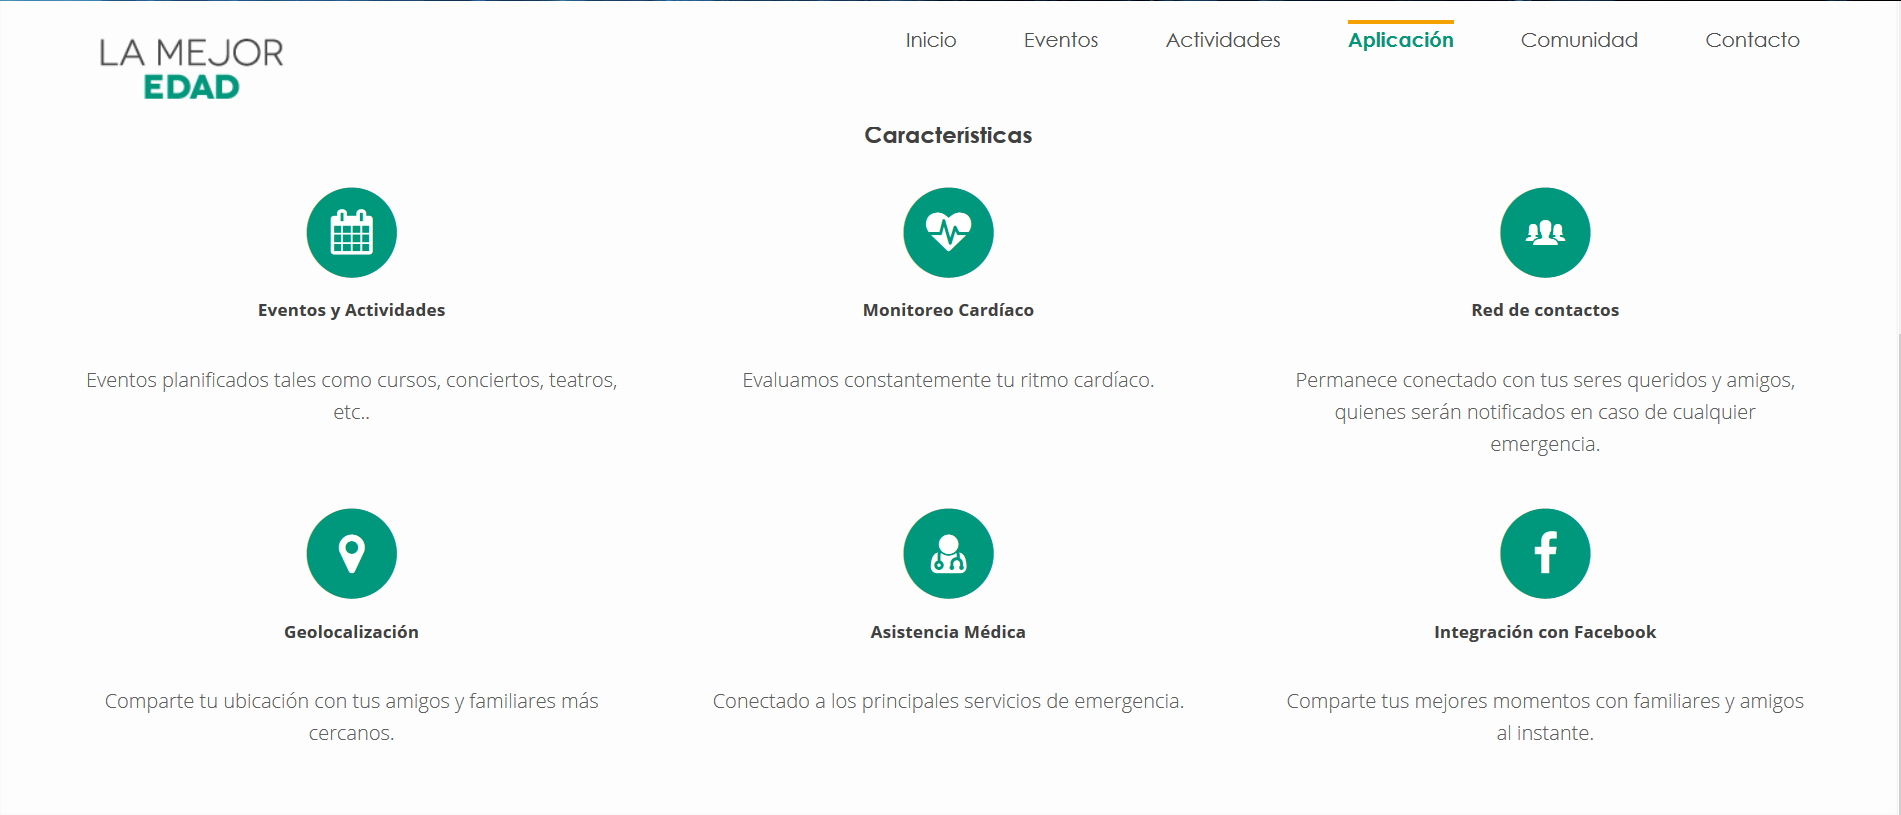 LA MEJOR
EDAD
Inicio
Eventos
Actividades
Aplicación
Comunidad
Contacto
Características
Eventos y Actividades
Eventos planificados tales como cursos, conciertos, teatros,
etc..
Monitoreo Cardíaco
Evaluamos constantemente tu ritmo cardíaco.
Red de contactos
Permanece conectado con tus seres queridos y amigos,
quienes serán notificados en caso de cualquier
emergencia.
Geolocalización
Comparte tu ubicación con tus amigos y familiares más
cercanos.
Asistencia Médica
Conectado a los principales servicios de emergencia.
Integración con Facebook
Comparte tus mejores momentos con familiares y amigos
al instante.